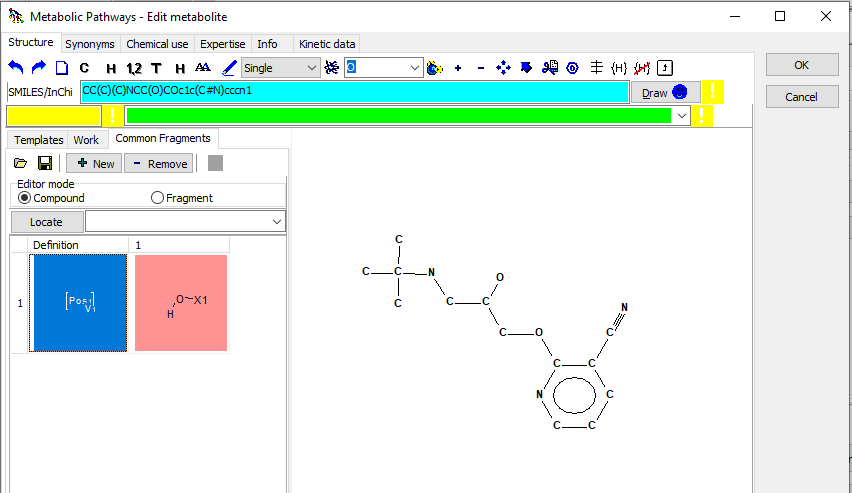 Metabolic Pathways - Edit metabolite
Structure Synonyms Chemical use Expertise Info Kinetic data
C H 1,2 T H AA Single O + - {H} {H}
OK
SMILES/InChi CC(C)(C)NCC(O)COc1c(C#N)cccn1 Draw !
Cancel
! !
Templates Work Common Fragments
+ New - Remove
Editor mode
Compound Fragment
Locate
Definition 1
1 [Pos1] V1 H O~X1
C
C C N O
C C C N
C O C
C C
N C
C C